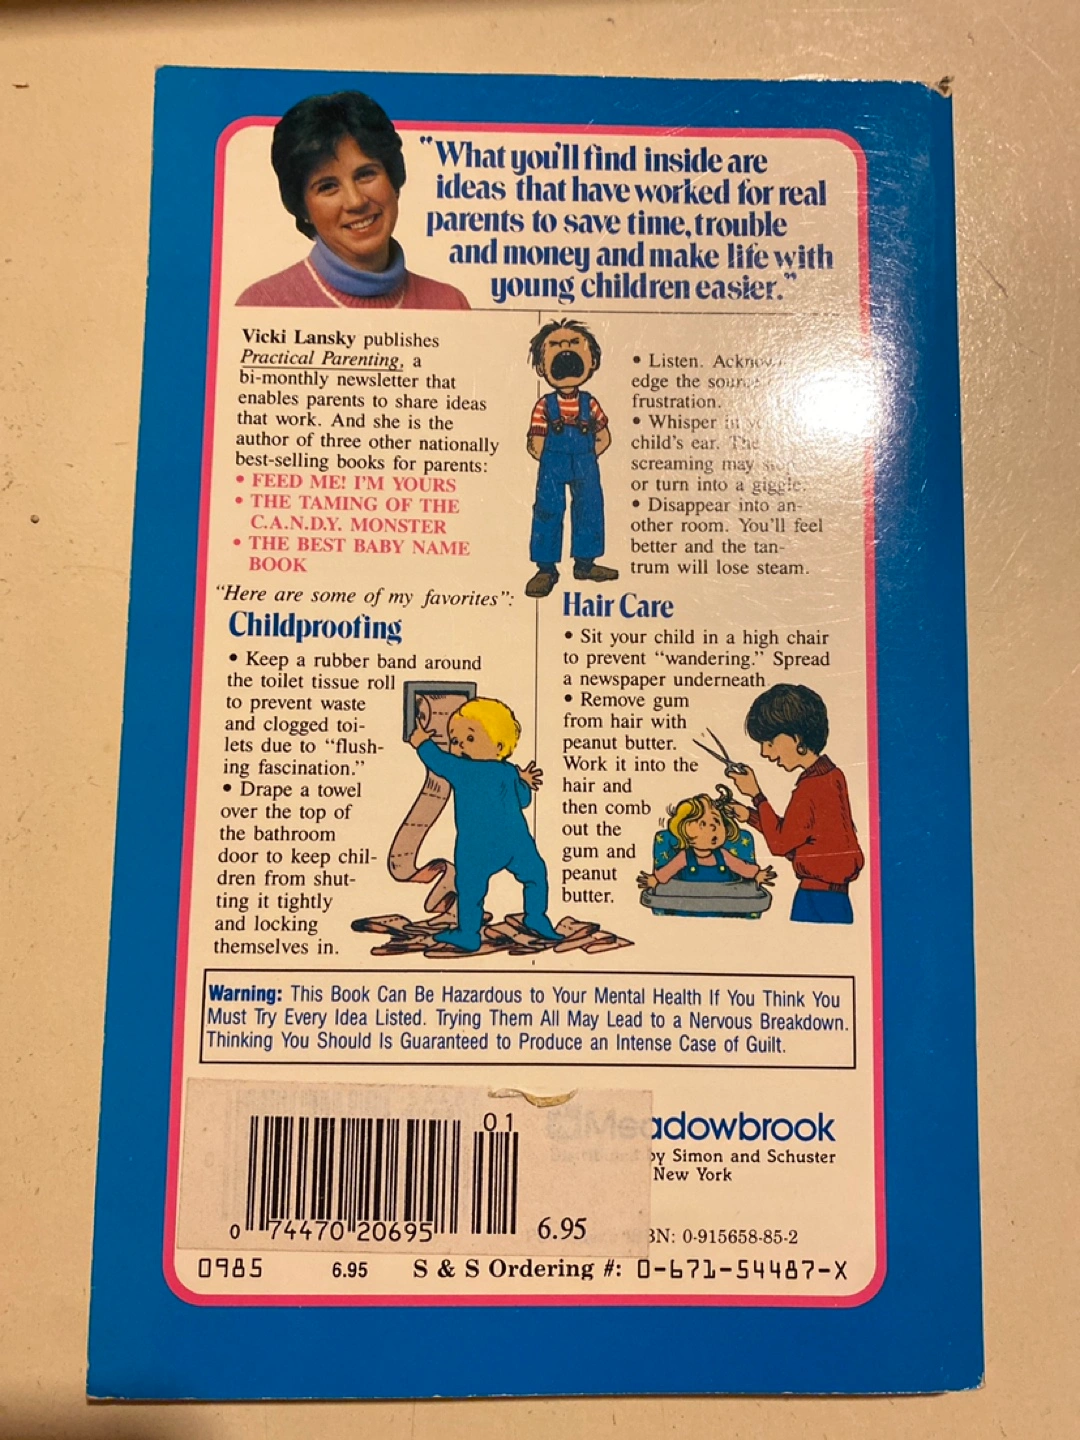 "What you'll find inside are
ideas that have worked for real
parents to save time, trouble
and money and make life with
young children easier."
Vicki Lansky publishes
Practical Parenting, a
bi-monthly newsletter that
enables parents to share ideas
that work. And she is the
author of three other nationally
best-selling books for parents:
• FEED ME! I'M YOURS
• THE TAMING OF THE
C.A.N.D.Y. MONSTER
• THE BEST BABY NAME
BOOK
"Here are some of my favorites":
Childproofing
• Keep a rubber band around
the toilet tissue roll
to prevent waste
and clogged toi-
lets due to "flush-
ing fascination."
• Drape a towel
over the top of
the bathroom
door to keep chil-
dren from shut-
ting it tightly
and locking
themselves in.
• Listen. Acknowl-
edge the source
frustration.
• Whisper in
child's ear. The
screaming may stop
or turn into a giggle.
• Disappear into an-
other room. You'll feel
better and the tan-
trum will lose steam.
Hair Care
• Sit your child in a high chair
to prevent "wandering." Spread
a newspaper underneath
• Remove gum
from hair with
peanut butter.
Work it into the
hair and
then comb
out the
gum and
peanut
butter.
Warning: This Book Can Be Hazardous to Your Mental Health If You Think You
Must Try Every Idea Listed. Trying Them All May Lead to a Nervous Breakdown.
Thinking You Should Is Guaranteed to Produce an Intense Case of Guilt.
Meadowbrook
by Simon and Schuster
New York
01
0 74470 20695
6.95
BN: 0-915658-85-2
0985 6.95 S & S Ordering #: 0-671-54487-X